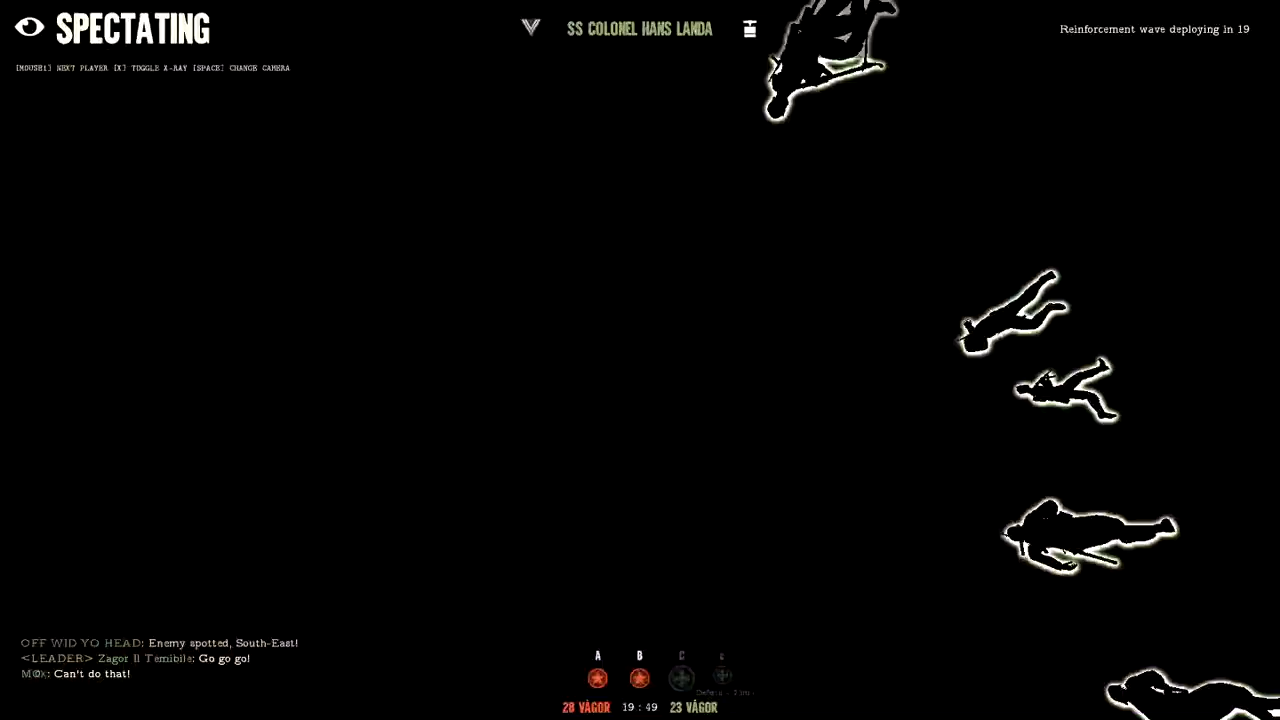 SPECTATING
SS COLONEL HANS LANDA
Reinforcement wave deploying in 19
[MOUSE1] NEXT PLAYER [X] TOGGLE X-RAY [SPACE] CHANGE CAMERA
OFF WID YO HEAD: Enemy spotted, South-East!
<LEADER> Zagor Il Temibile: Go go go!
Can't do that!
A B C c
28 VÅGOR 19:49 23 VÅGOR